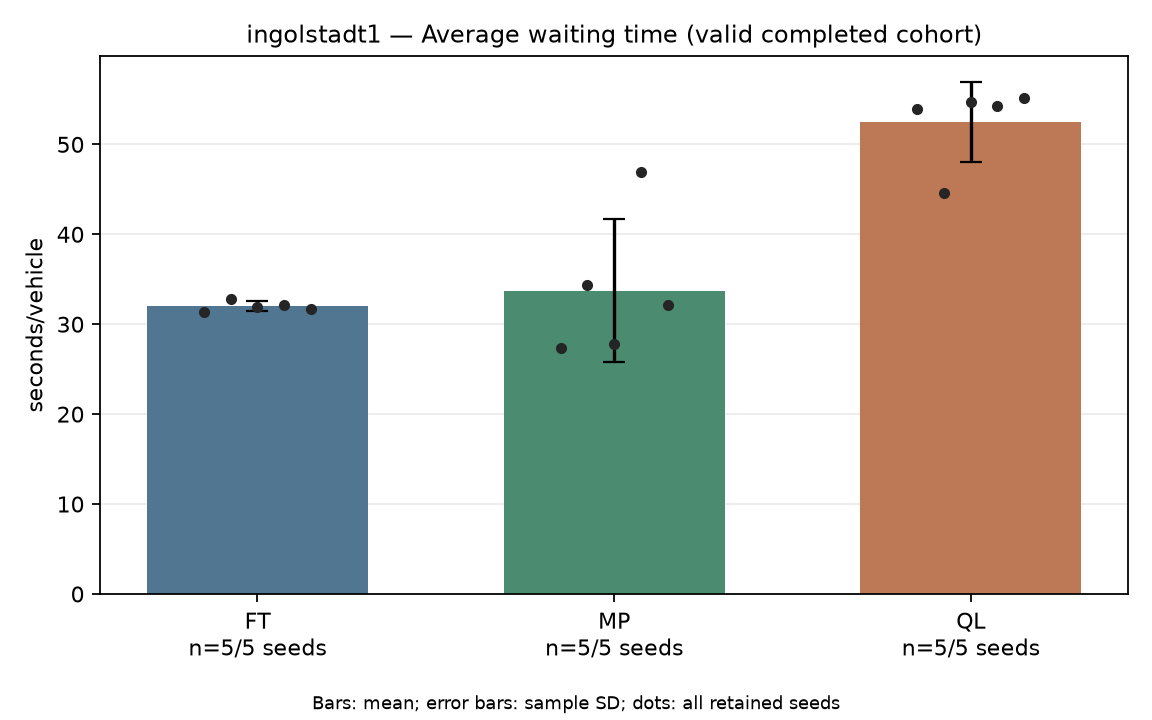 ingolstadt1 — Average waiting time (valid completed cohort)
seconds/vehicle
50
40
30
20
10
0
FT
n=5/5 seeds
MP
n=5/5 seeds
QL
n=5/5 seeds
Bars: mean; error bars: sample SD; dots: all retained seeds